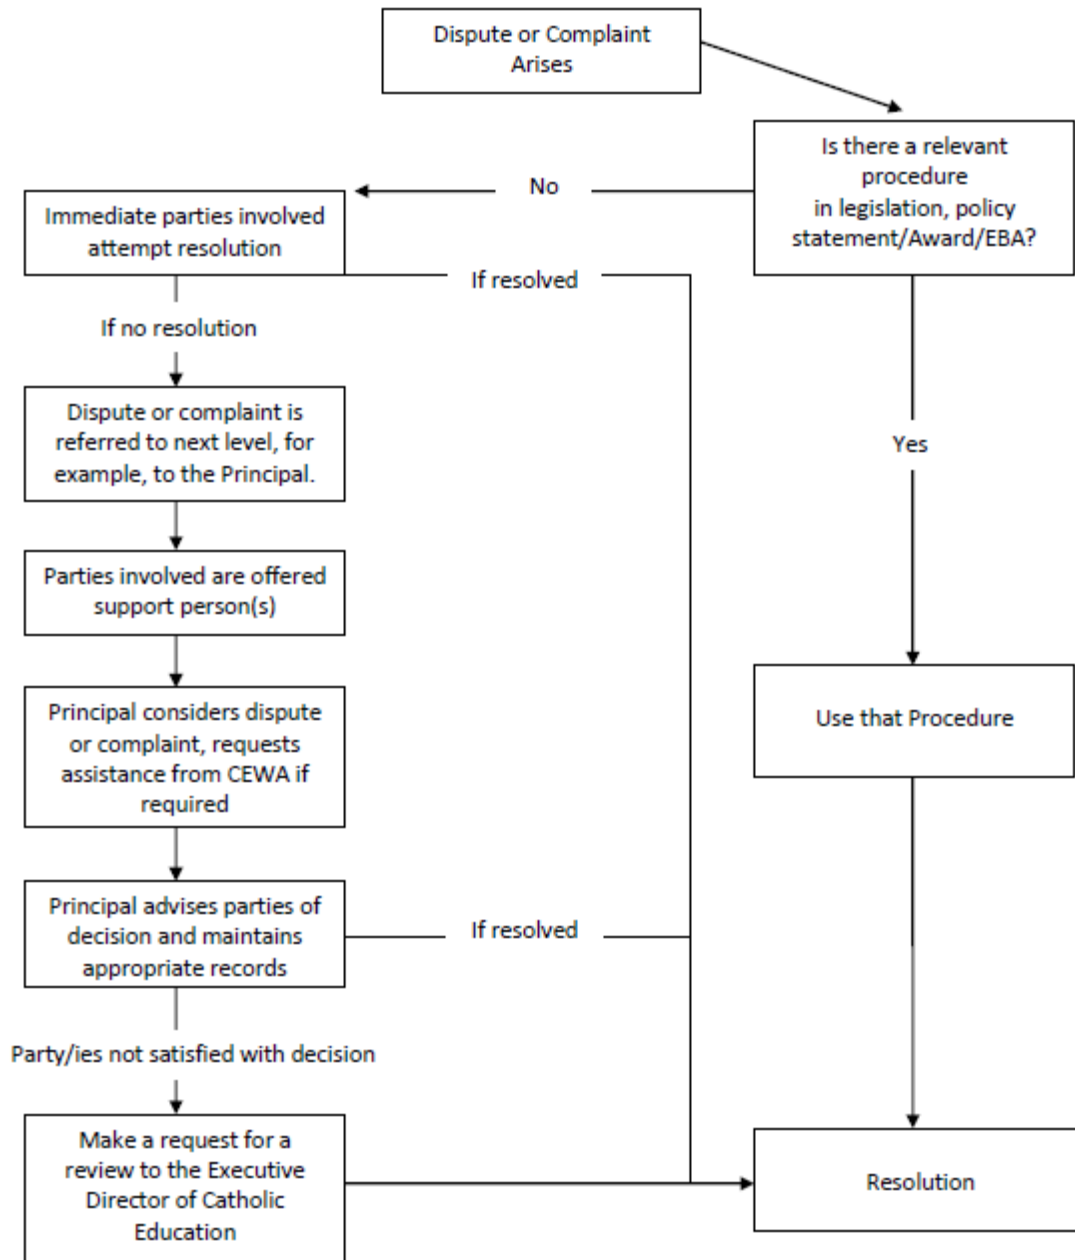 Dispute or Complaint
Arises
Is there a relevant
procedure
in legislation, policy
statement/Award/EBA?
No
Immediate parties involved
attempt resolution
If resolved
If no resolution
Dispute or complaint is
referred to next level, for
example, to the Principal.
Yes
Parties involved are offered
support person(s)
Principal considers dispute
or complaint, requests
assistance from CEWA if
required
Use that Procedure
Principal advises parties of
decision and maintains
appropriate records
If resolved
Party/ies not satisfied with decision
Make a request for a
review to the Executive
Director of Catholic
Education
Resolution